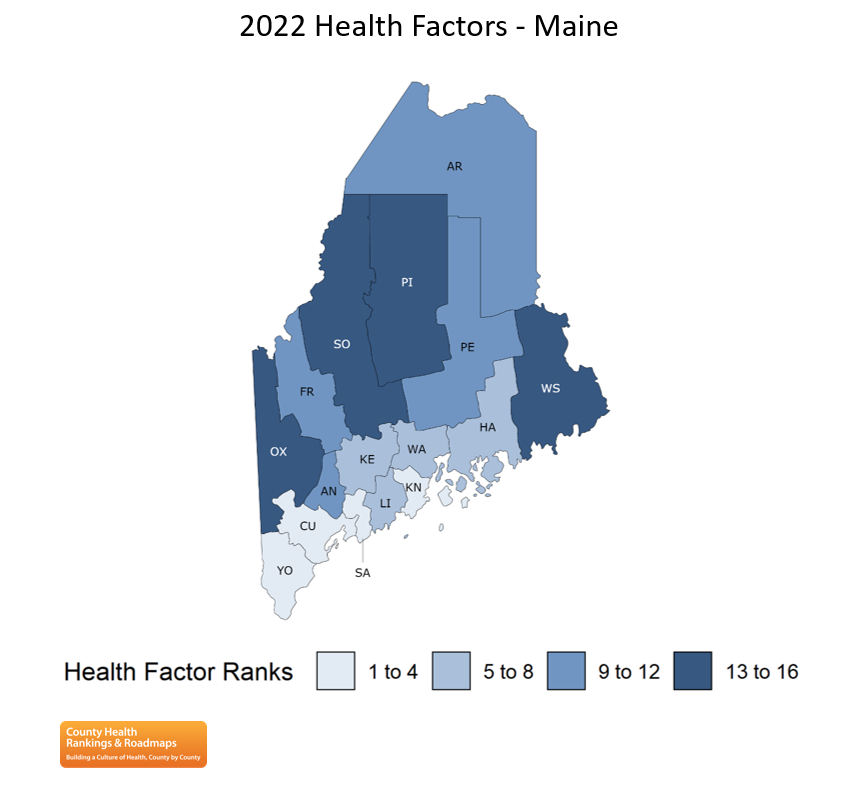 2022 Health Factors - Maine
AR
PI
SO
PE
WS
FR
HA
OX
WA
KE
AN
KN
LI
CU
YO
SA
Health Factor Ranks 1 to 4 5 to 8 9 to 12 13 to 16
County Health
Rankings & Roadmaps
Building a Culture of Health, County by County